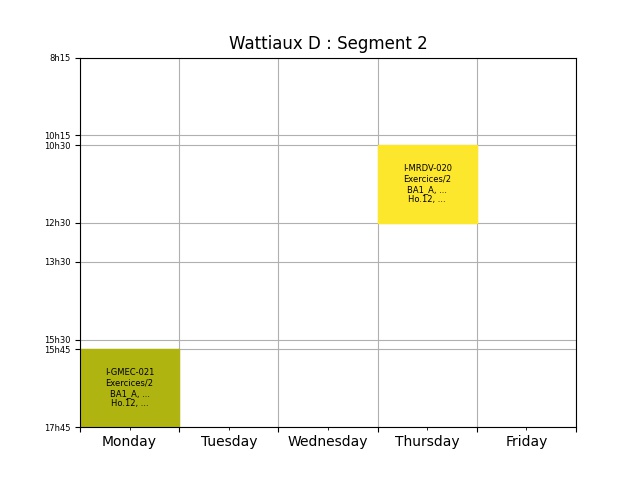 Wattiaux D : Segment 2
8h15
10h15
10h30
I-MRDV-020
Exercices/2
BA1_A, ...
Ho.12, ...
12h30
13h30
15h30
15h45
I-GMEC-021
Exercices/2
BA1_A, ...
Ho.12, ...
17h45
Monday Tuesday Wednesday Thursday Friday